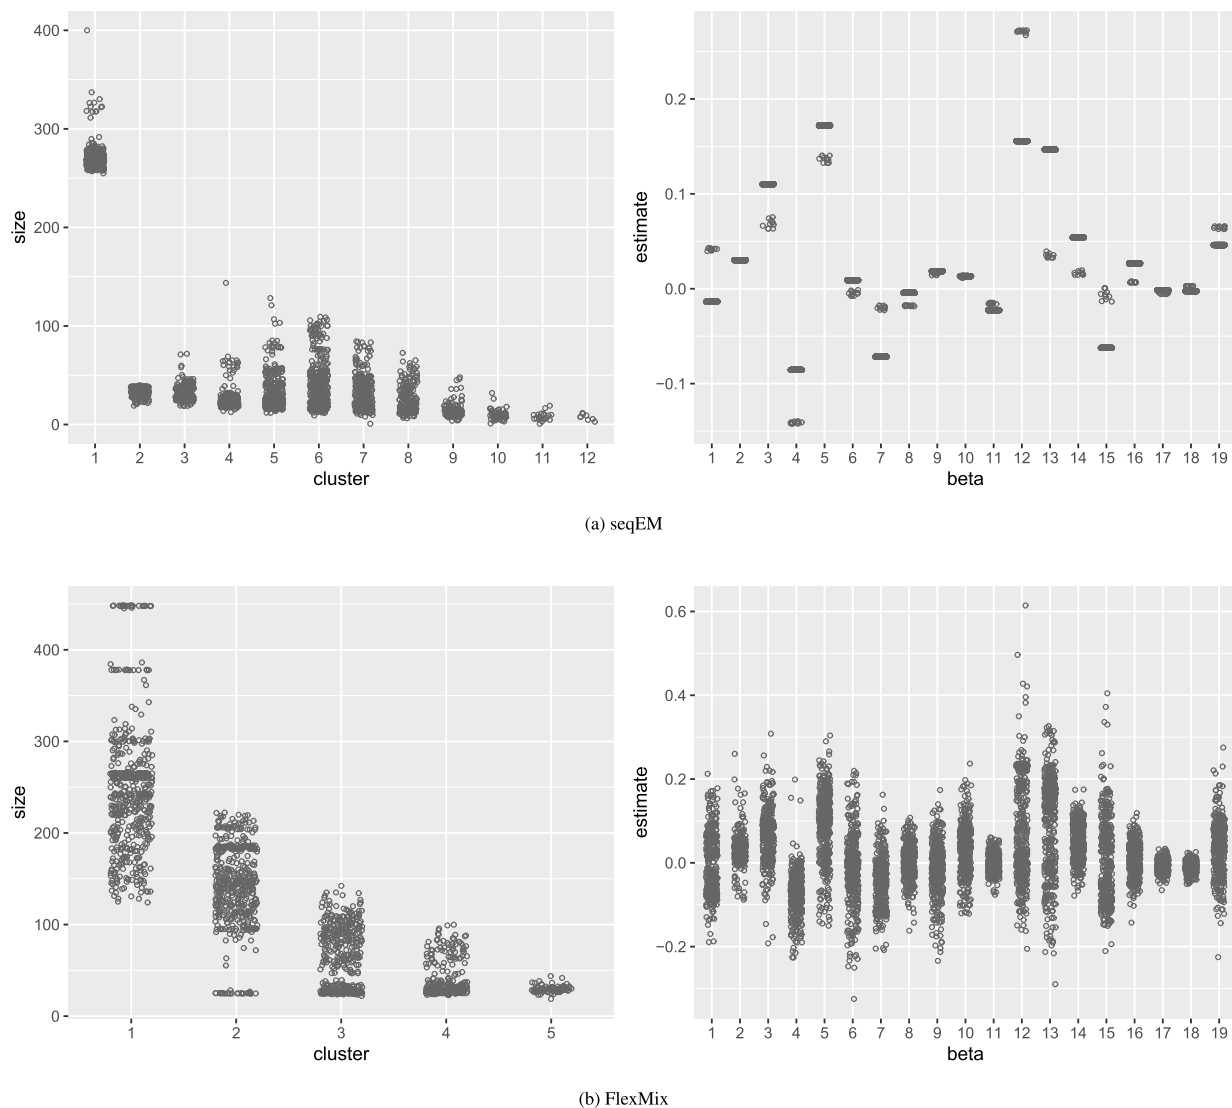 400
300
200
100
0
size
1 2 3 4 5 6 7 8 9 10 11 12
cluster
0.2
0.1
0.0
−0.1
estimate
1 2 3 4 5 6 7 8 9 10 11 12 13 14 15 16 17 18 19
beta
(a) seqEM
400
300
200
100
0
size
1 2 3 4 5
cluster
0.6
0.4
0.2
0.0
−0.2
estimate
1 2 3 4 5 6 7 8 9 10 11 12 13 14 15 16 17 18 19
beta
(b) FlexMix